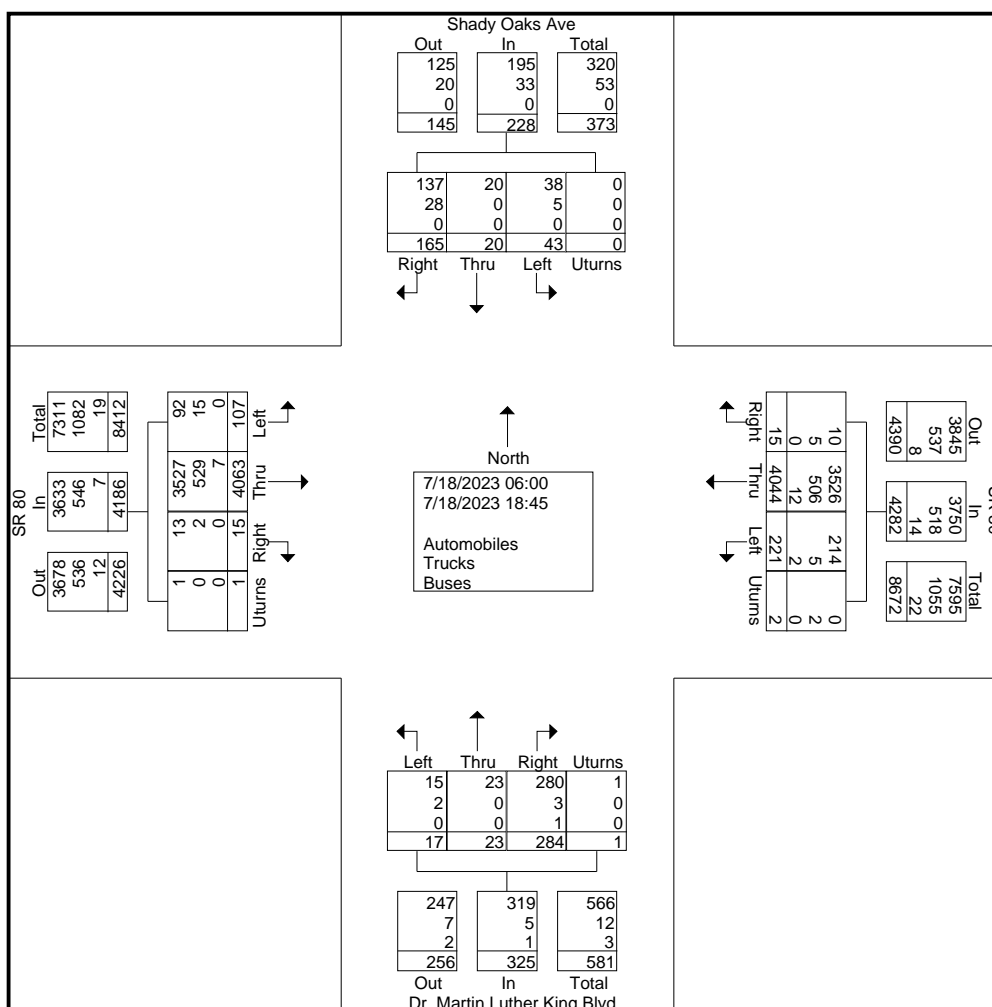 Shady Oaks Ave
Out In Total
125 195 320
20 33 53
0 0 0
145 228 373
137 20 38 0
28 0 5 0
0 0 0 0
165 20 43 0
Right Thru Left Uturns
SR 80
Total In Out
7311 3633 3678
1082 546 536
19 7 12
8412 4186 4226
92 3527 13 1
15 529 2 0
0 7 0 0
107 4063 15 1
Left Thru Right Uturns
North
7/18/2023 06:00
7/18/2023 18:45
Automobiles
Trucks
Buses
Right Thru Left Uturns
15 4044 221 2
0 12 2 0
5 506 5 2
10 3526 214 0
Out In Total
3845 3750 7595
537 518 1055
8 14 22
4390 4282 8672
Left Thru Right Uturns
15 23 280 1
2 0 3 0
0 0 1 0
17 23 284 1
247 319 566
7 5 12
2 1 3
256 325 581
Out In Total
Dr. Martin Luther King Blvd